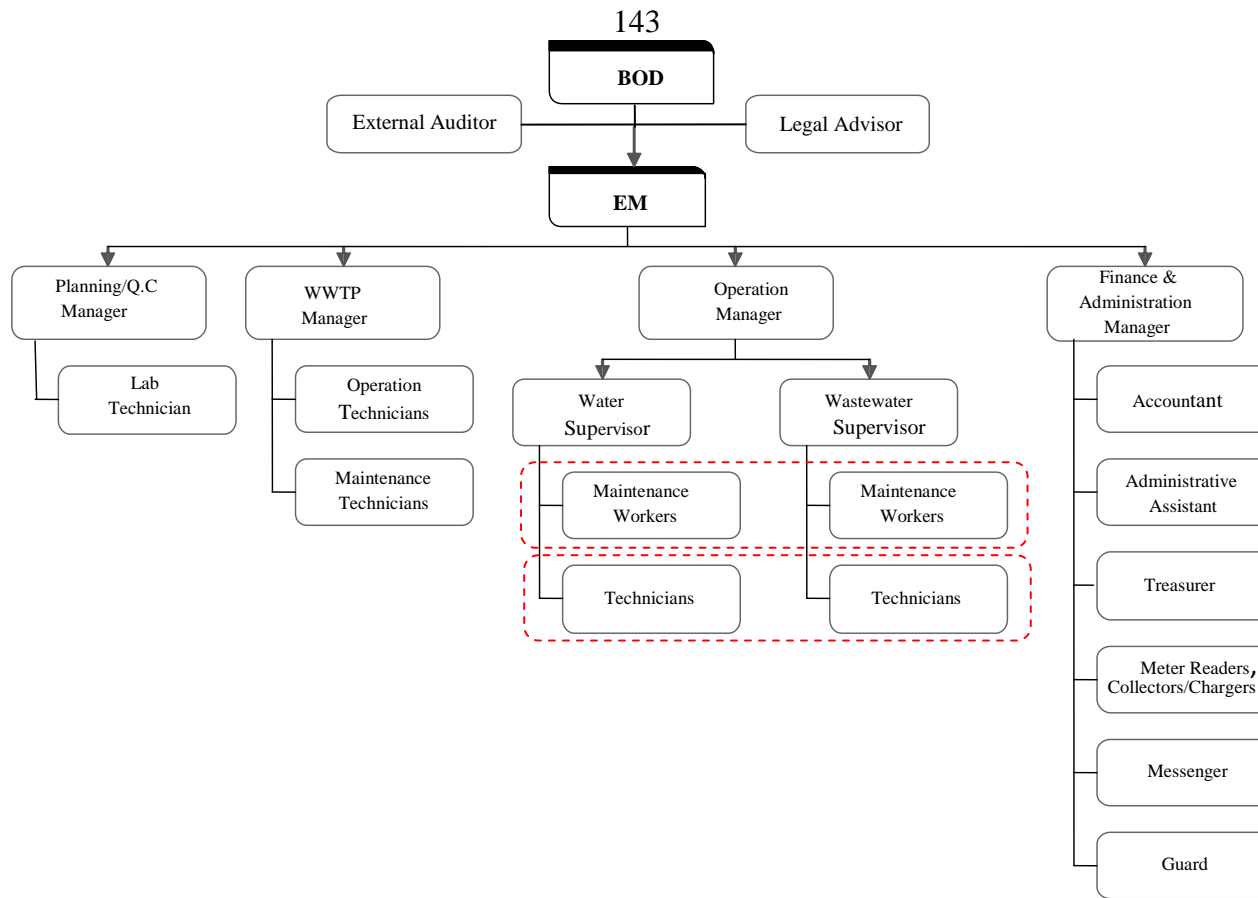 143
BOD
External Auditor
Legal Advisor
EM
Planning/Q.C
Manager
WWTP
Manager
Operation
Manager
Finance &
Administration
Manager
Lab
Technician
Operation
Technicians
Maintenance
Technicians
Water
Supervisor
Wastewater
Supervisor
Maintenance
Workers
Maintenance
Workers
Technicians
Technicians
Accountant
Administrative
Assistant
Treasurer
Meter Readers,
Collectors/Chargers
Messenger
Guard